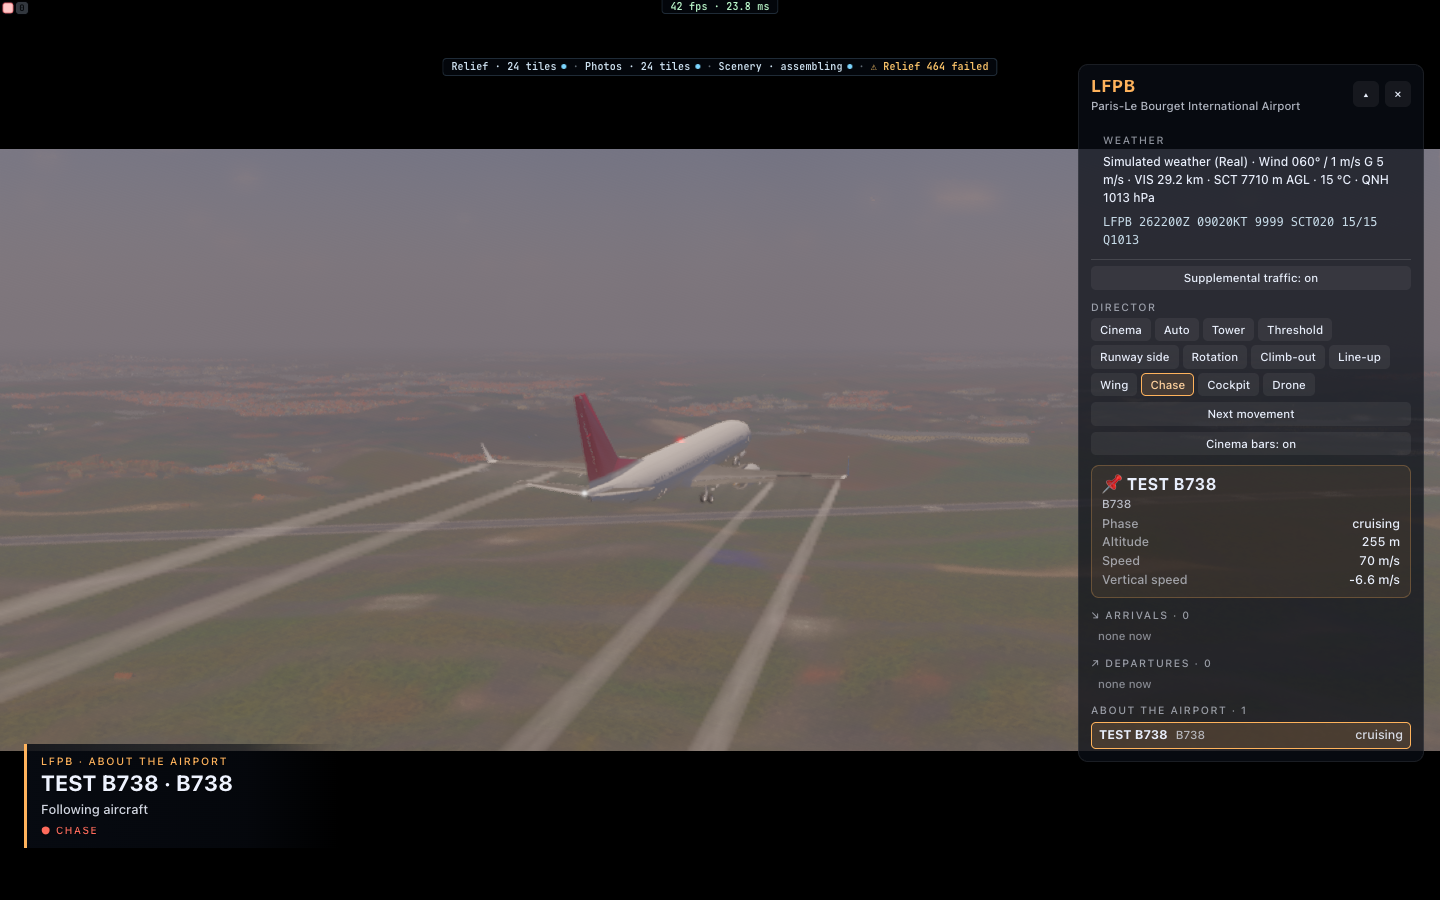 0
42 fps · 23.8 ms
Relief · 24 tiles · Photos · 24 tiles · Scenery · assembling · ⚠ Relief 464 failed
LFPB
Paris-Le Bourget International Airport
▴
✕
WEATHER
Simulated weather (Real) · Wind 060° / 1 m/s G 5
m/s · VIS 29.2 km · SCT 7710 m AGL · 15 °C · QNH
1013 hPa
LFPB 262200Z 09020KT 9999 SCT020 15/15
Q1013
Supplemental traffic: on
DIRECTOR
Cinema Auto Tower Threshold
Runway side Rotation Climb-out Line-up
Wing Chase Cockpit Drone
Next movement
Cinema bars: on
📌 TEST B738
B738
Phase cruising
Altitude 255 m
Speed 70 m/s
Vertical speed -6.6 m/s
↘ ARRIVALS · 0
none now
↗ DEPARTURES · 0
none now
ABOUT THE AIRPORT · 1
TEST B738 B738 cruising
LFPB · ABOUT THE AIRPORT
TEST B738 · B738
Following aircraft
CHASE